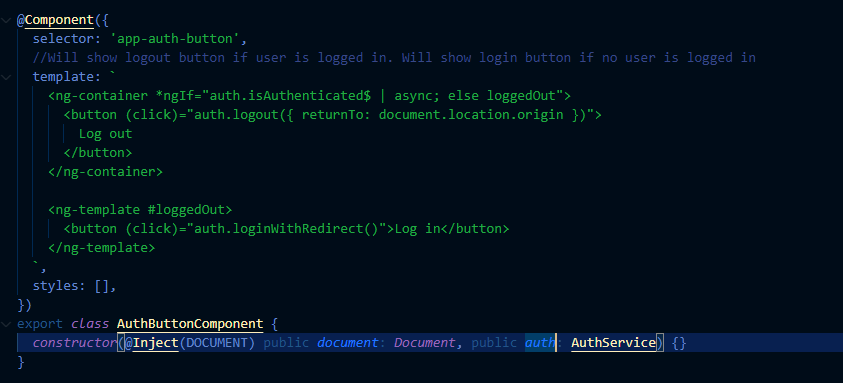 @Component({
  selector: 'app-auth-button',
  //Will show logout button if user is logged in. Will show login button if no user is logged in
  template: `
    <ng-container *ngIf="auth.isAuthenticated$ | async; else loggedOut">
      <button (click)="auth.logout({ returnTo: document.location.origin })">
        Log out
      </button>
    </ng-container>

    <ng-template #loggedOut>
      <button (click)="auth.loginWithRedirect()">Log in</button>
    </ng-template>
  `,
  styles: [],
})
export class AuthButtonComponent {
  constructor(@Inject(DOCUMENT) public document: Document, public auth: AuthService) {}
}